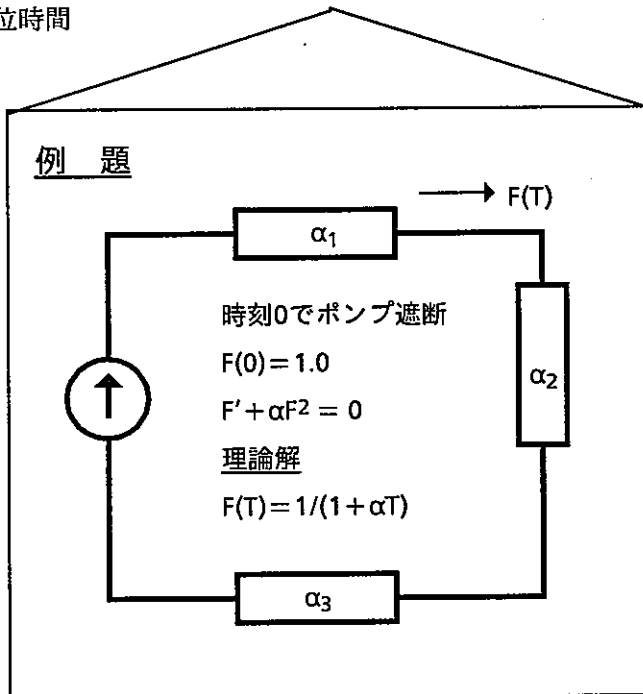 位時間
例　題
F(T)
α₁
時刻0でポンプ遮断
F(0)=1.0
α₂
F'+αF²=0
理論解
F(T)=1/(1+αT)
α₃